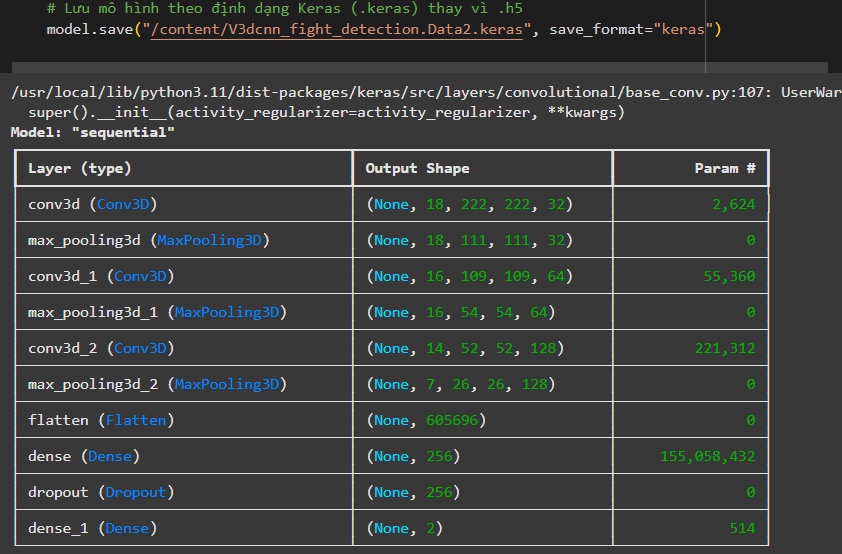 # Lưu mô hình theo định dạng Keras (.keras) thay vì .h5
model.save("/content/V3dcnn_fight_detection.Data2.keras", save_format="keras")
/usr/local/lib/python3.11/dist-packages/keras/src/layers/convolutional/base_conv.py:107: UserWar
super().__init__(activity_regularizer=activity_regularizer, **kwargs)
Model: "sequential"
Layer (type) Output Shape Param #
conv3d (Conv3D) (None, 18, 222, 222, 32) 2,624
max_pooling3d (MaxPooling3D) (None, 18, 111, 111, 32) 0
conv3d_1 (Conv3D) (None, 16, 109, 109, 64) 55,360
max_pooling3d_1 (MaxPooling3D) (None, 16, 54, 54, 64) 0
conv3d_2 (Conv3D) (None, 14, 52, 52, 128) 221,312
max_pooling3d_2 (MaxPooling3D) (None, 7, 26, 26, 128) 0
flatten (Flatten) (None, 605696) 0
dense (Dense) (None, 256) 155,058,432
dropout (Dropout) (None, 256) 0
dense_1 (Dense) (None, 2) 514